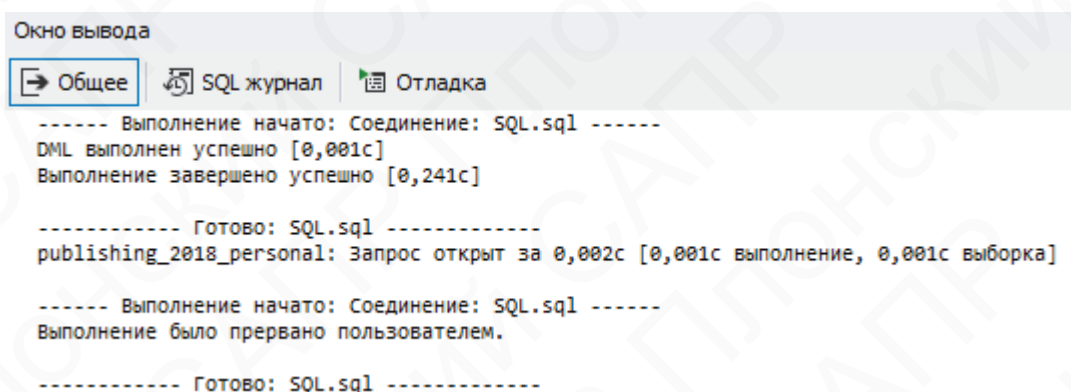 Окно вывода
Общее SQL журнал Отладка
------ Выполнение начато: Соединение: SQL.sql ------
DML выполнен успешно [0,001с]
Выполнение завершено успешно [0,241с]
------------ Готово: SQL.sql -------------
publishing_2018_personal: Запрос открыт за 0,002с [0,001с выполнение, 0,001с выборка]
------ Выполнение начато: Соединение: SQL.sql ------
Выполнение было прервано пользователем.
------------ Готово: SQL.sql -------------